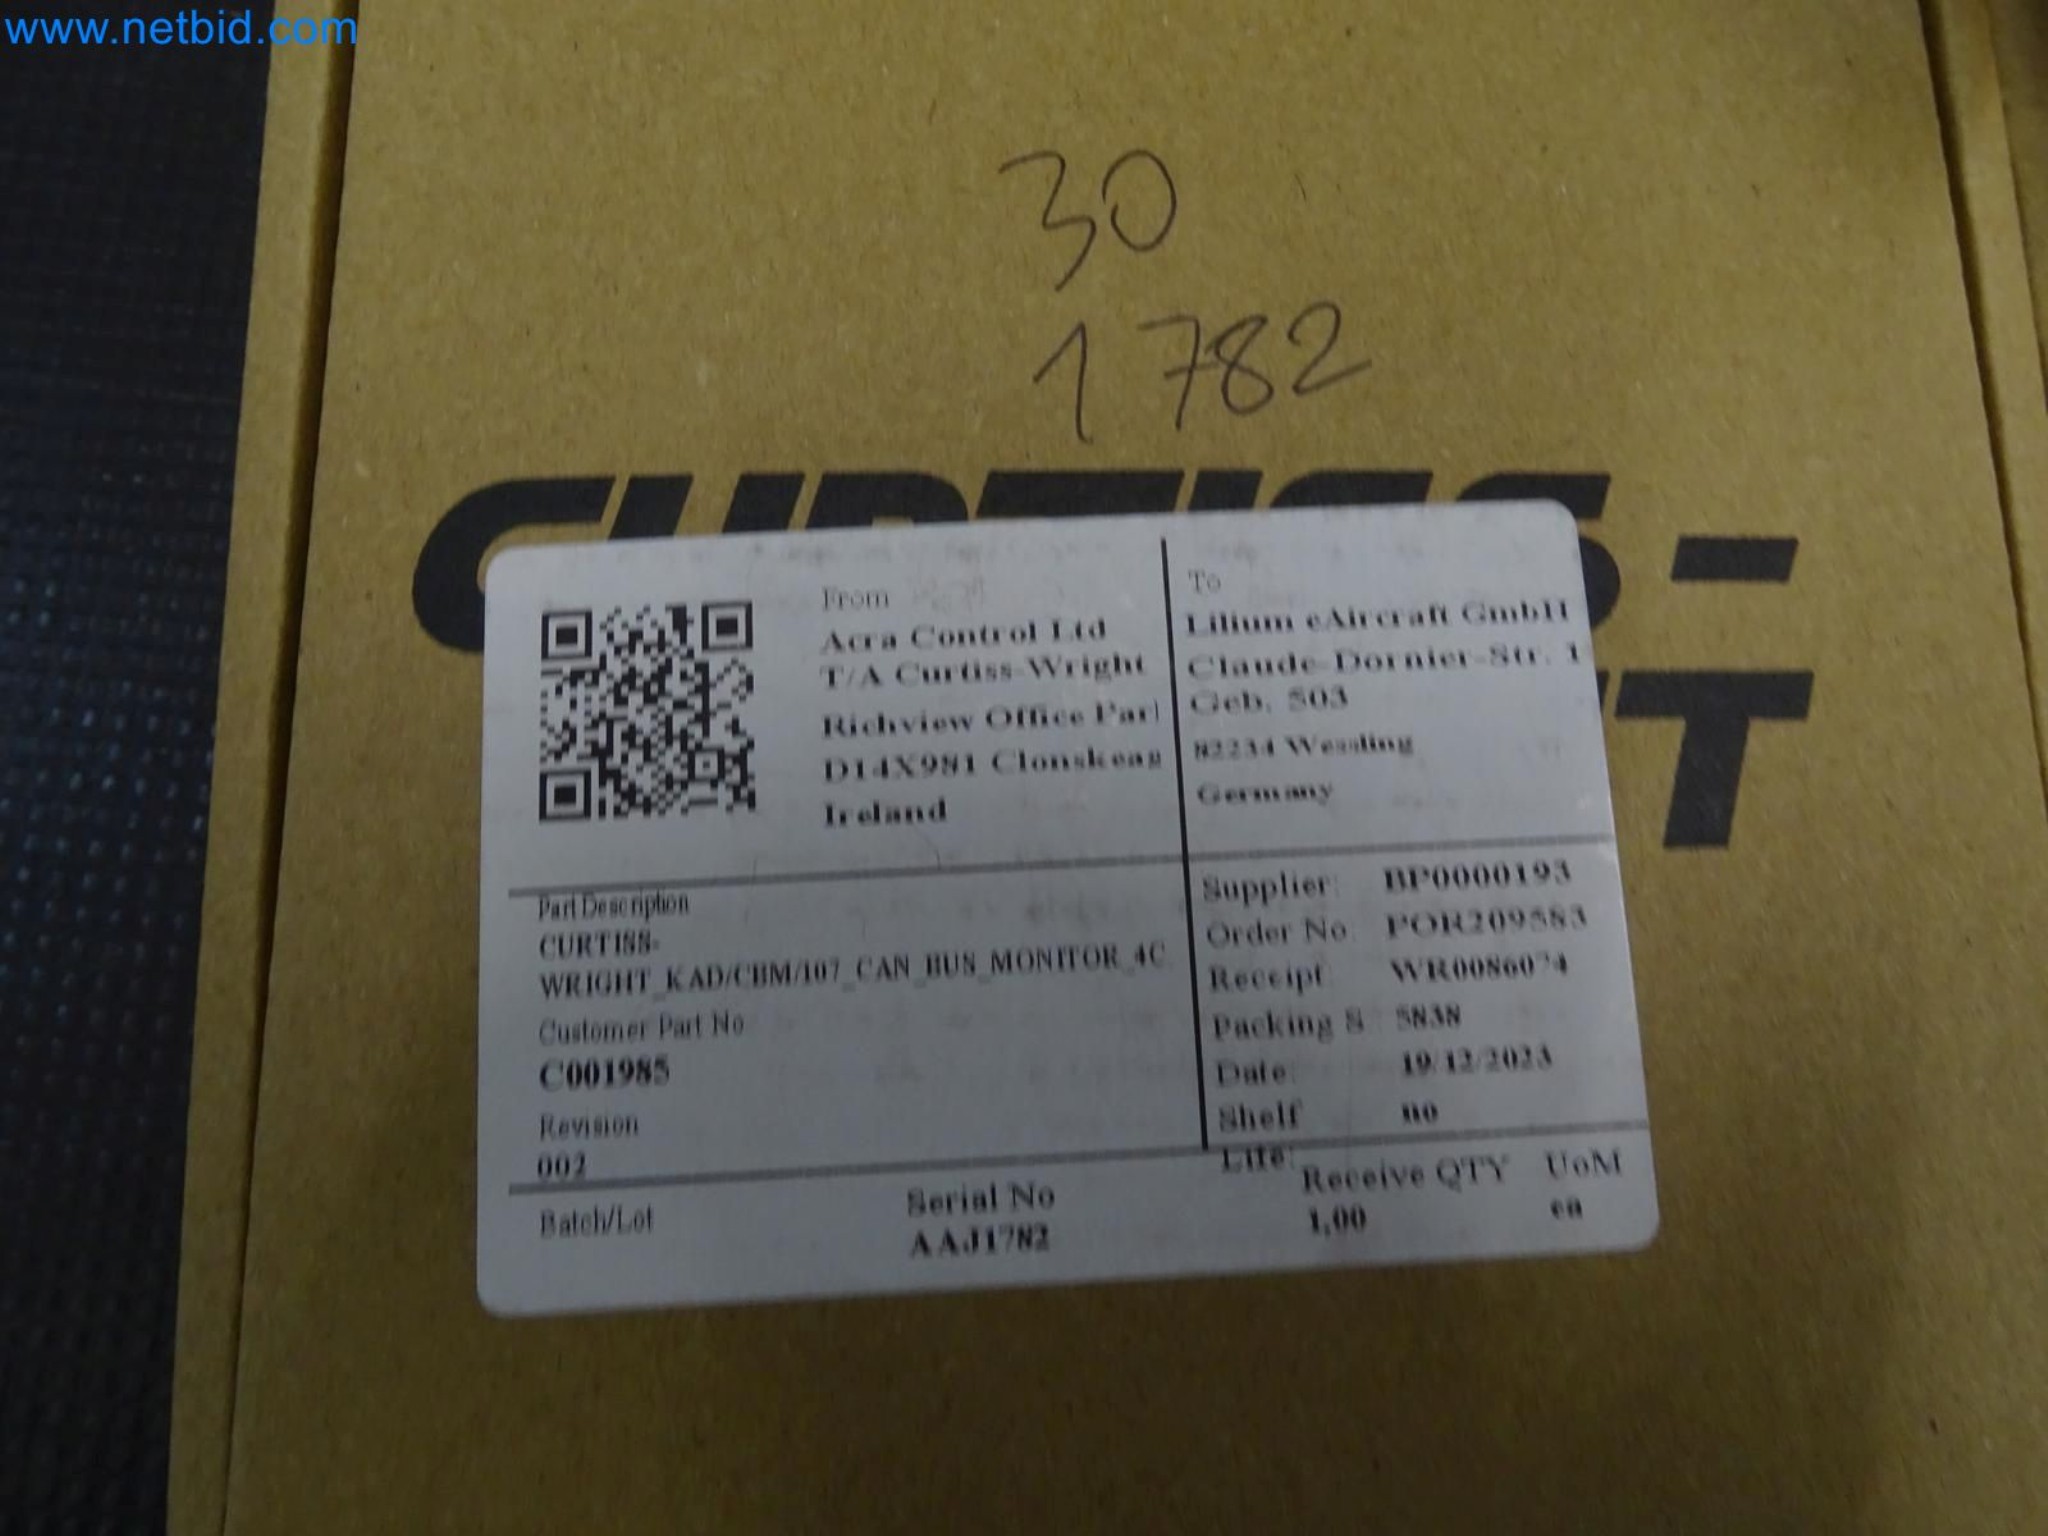 www.netbid.com
30
1782
CURTISS-
From
Acra Control Ltd
T/A Curtiss-Wright
Richview Office Par
D14X981 Clonskeag
Ireland
To
Lilium eAircraft GmbH
Claude-Dornier-Str. 1
Geb. 503
82234 Wessling
Germany
Part Description
CURTISS-
WRIGHT_KAD/CBM/107_CAN_BUS_MONITOR_4C
Customer Part No
C001985
Revision
002
Supplier: BP0000193
Order No POR209583
Receipt WR0086074
Packing S 5838
Date: 19/12/2023
Shelf no
Life:
Batch/Lot
Serial No
AAJ1782
Receive QTY
1,00
UoM
ea